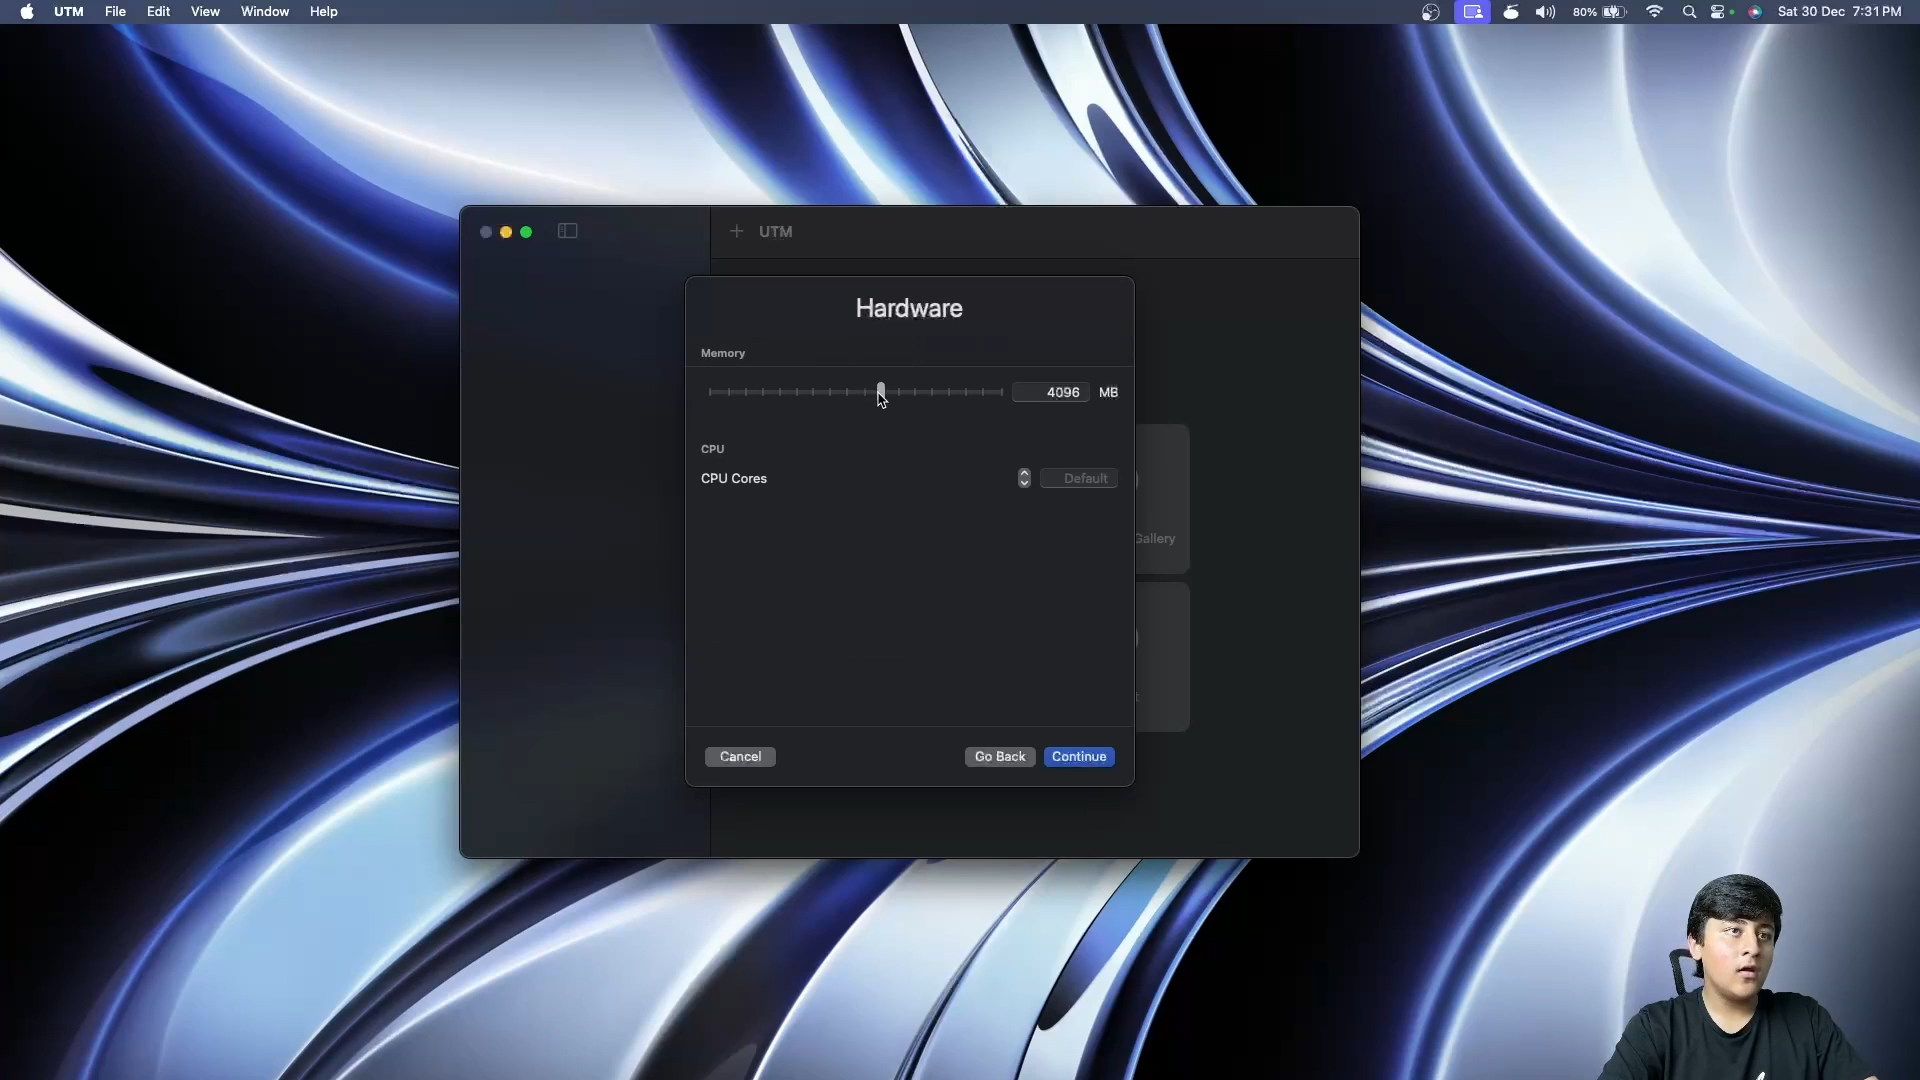 UTM File Edit View Window Help
80% Sat 30 Dec 7:31 PM
UTM
Hardware
Memory
4096 MB
CPU
CPU Cores Default
Gallery
Cancel Go Back Continue